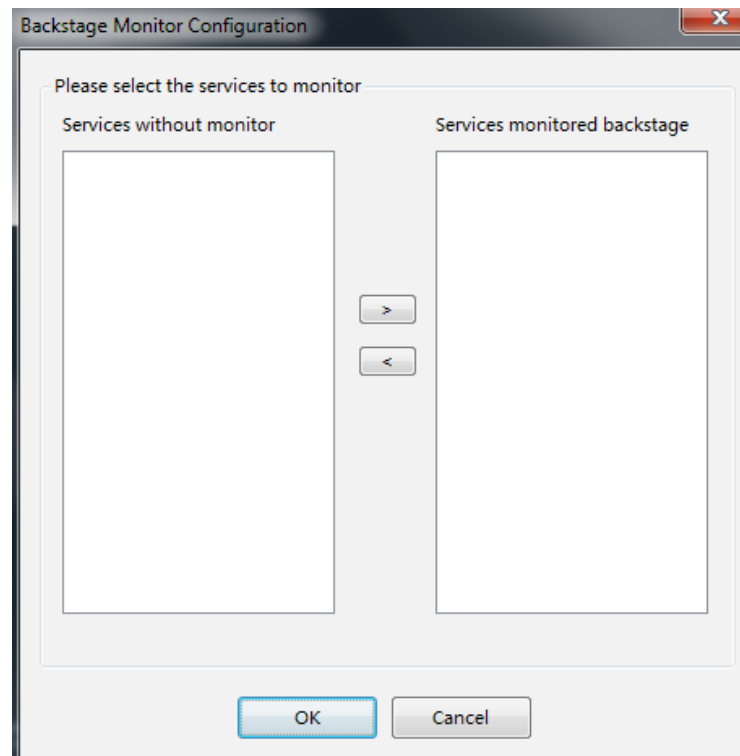 Backstage Monitor Configuration
X
Please select the services to monitor
Services without monitor
Services monitored backstage
>
<
OK
Cancel